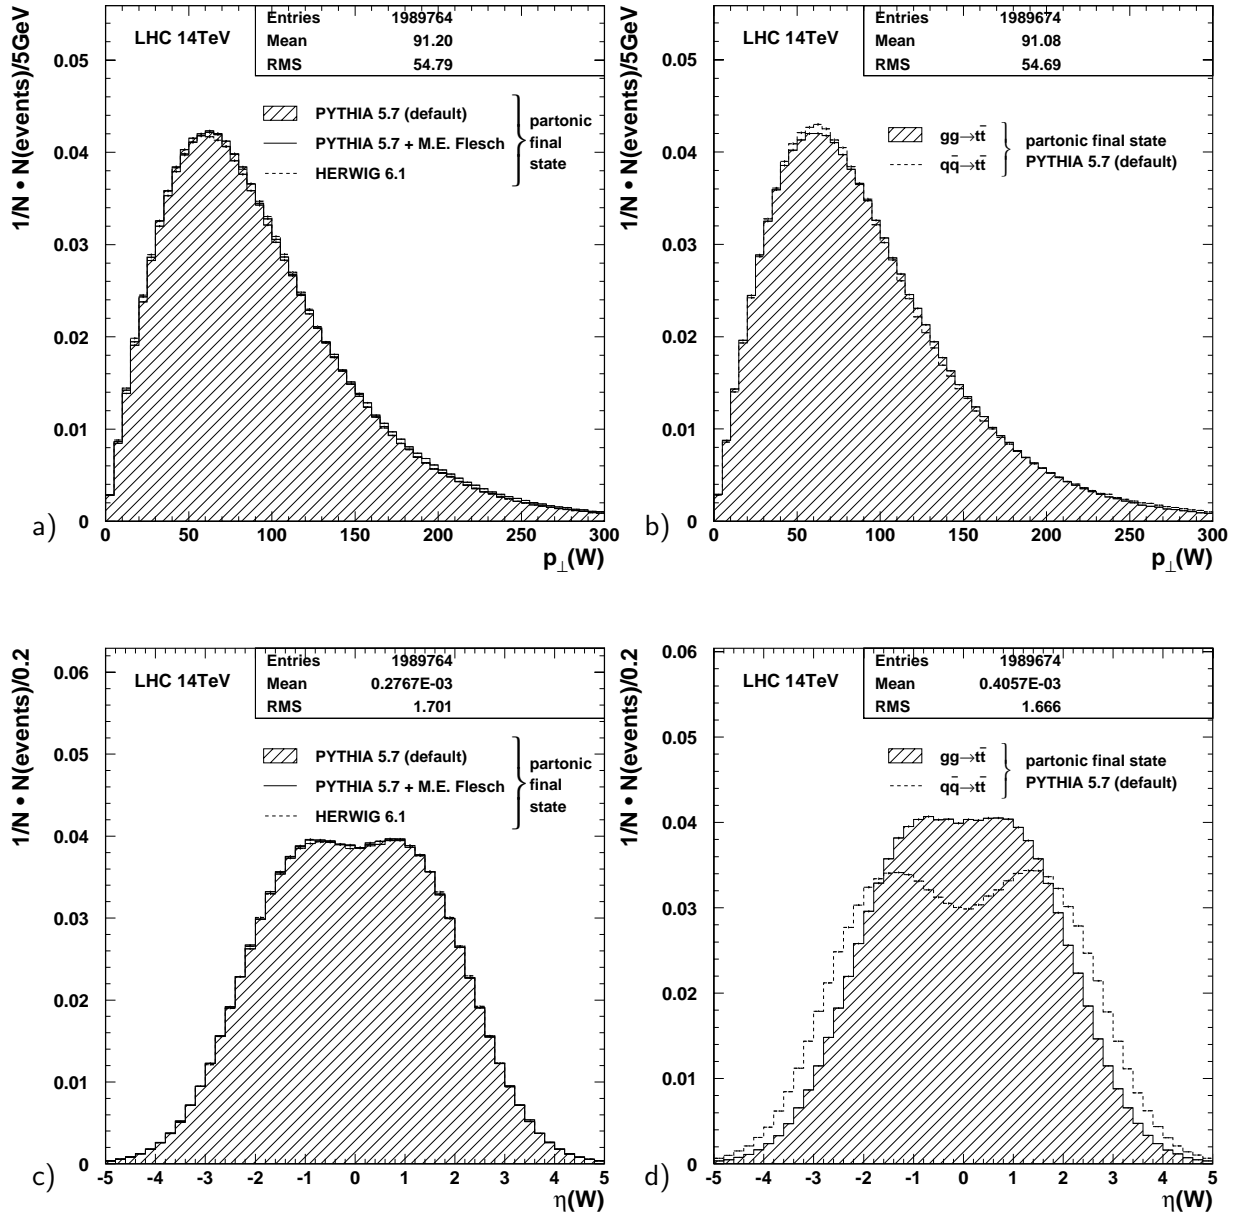 1/N • N(events)/5GeV
LHC 14TeV
Entries 1989764
Mean 91.20
RMS 54.79
PYTHIA 5.7 (default)
PYTHIA 5.7 + M.E. Flesch
HERWIG 6.1
partonic
final
state
0.05
0.04
0.03
0.02
0.01
0
0 50 100 150 200 250 300
a)
p⊥(W)
1/N • N(events)/5GeV
LHC 14TeV
Entries 1989674
Mean 91.08
RMS 54.69
gg→tt̄
qq̄→tt̄
partonic final state
PYTHIA 5.7 (default)
0.05
0.04
0.03
0.02
0.01
0
0 50 100 150 200 250 300
b)
p⊥(W)
1/N • N(events)/0.2
LHC 14TeV
Entries 1989764
Mean 0.2767E-03
RMS 1.701
PYTHIA 5.7 (default)
PYTHIA 5.7 + M.E. Flesch
HERWIG 6.1
partonic
final
state
0.06
0.05
0.04
0.03
0.02
0.01
0
-5 -4 -3 -2 -1 0 1 2 3 4 5
c)
η(W)
1/N • N(events)/0.2
LHC 14TeV
Entries 1989674
Mean 0.4057E-03
RMS 1.666
gg→tt̄
qq̄→tt̄
partonic final state
PYTHIA 5.7 (default)
0.06
0.05
0.04
0.03
0.02
0.01
0
-5 -4 -3 -2 -1 0 1 2 3 4 5
d)
η(W)